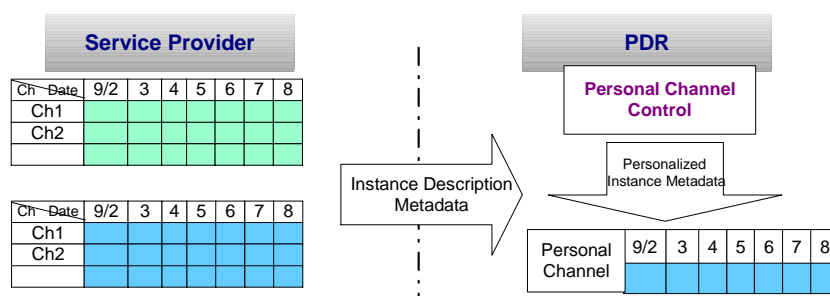 Service Provider
Ch Date 9/2 3 4 5 6 7 8
Ch1
Ch2
Ch Date 9/2 3 4 5 6 7 8
Ch1
Ch2
Instance Description
Metadata
PDR
Personal Channel
Control
Personalized
Instance Metadata
Personal
Channel
9/2 3 4 5 6 7 8